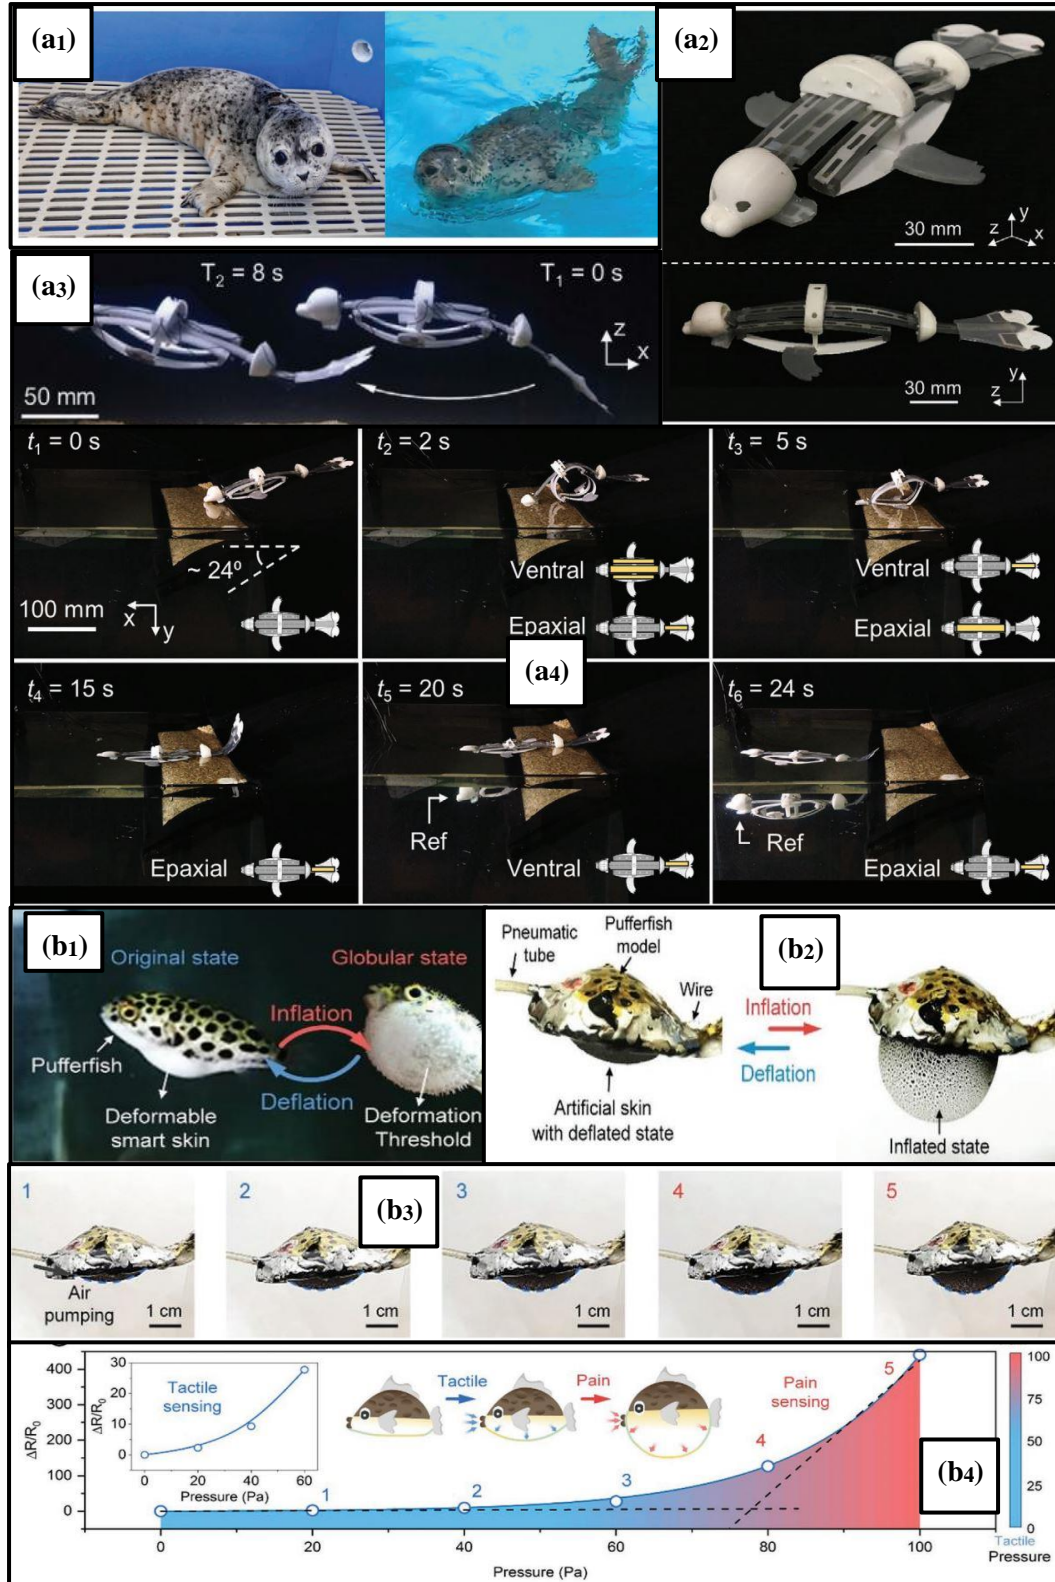 (a1)
(a2)
30 mm
z
y
x
(a3)
T2 = 8 s
T1 = 0 s
z
x
50 mm
30 mm
y
z
t1 = 0 s
t2 = 2 s
t3 = 5 s
~ 24°
100 mm
x
y
Ventral
Epaxial
Ventral
Epaxial
(a4)
t4 = 15 s
t5 = 20 s
t6 = 24 s
Ref
Ref
Epaxial
Ventral
Epaxial
(b1)
Original state
Globular state
Inflation
Pufferfish
Deflation
Deformable
smart skin
Deformation
Threshold
(b2)
Pneumatic
tube
Pufferfish
model
Wire
Inflation
Deflation
Artificial skin
with deflated state
Inflated state
1
2
(b3)
3
4
5
Air
pumping
1 cm
1 cm
1 cm
1 cm
1 cm
400
300
200
100
0
ΔR/R0
30
20
10
0
ΔR/R0
Tactile
sensing
0
20
40
60
Pressure (Pa)
Tactile
Pain
Pain
sensing
1
2
3
4
5
100
75
50
25
0
(b4)
Tactile
Pressure
0
20
40
60
80
100
Pressure (Pa)